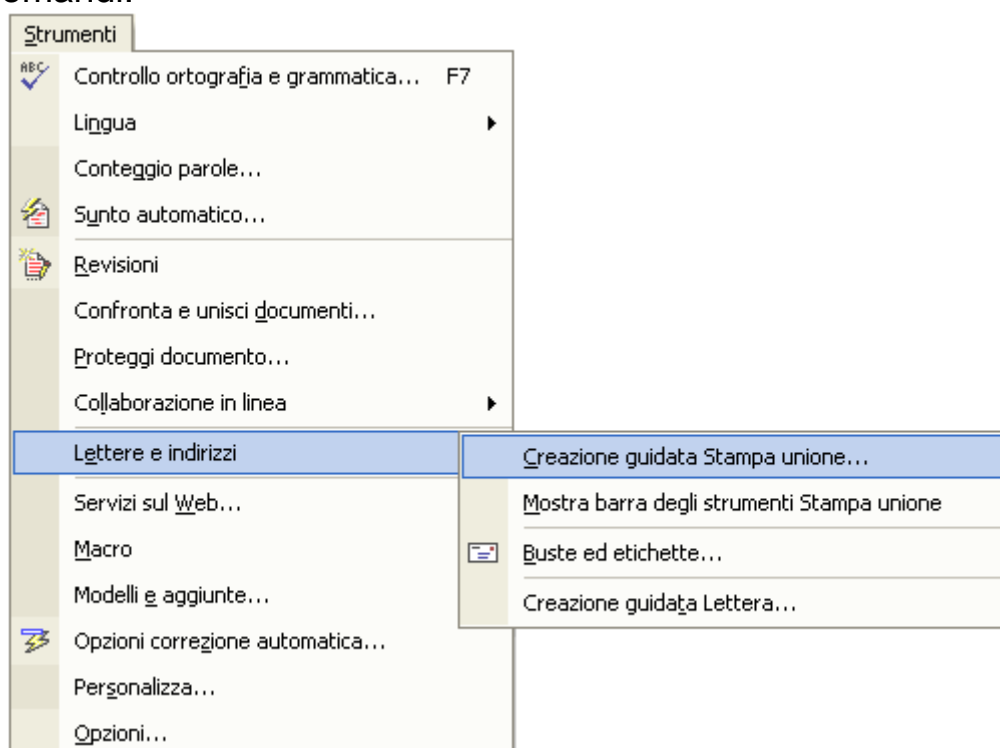 omandi.
Strumenti
ABC
Controllo ortografia e grammatica... F7
Lingua
Conteggio parole...
Sunto automatico...
Revisioni
Confronta e unisci documenti...
Proteggi documento...
Collaborazione in linea
Lettere e indirizzi
Creazione guidata Stampa unione...
Mostra barra degli strumenti Stampa unione
Buste ed etichette...
Creazione guidata Lettera...
Servizi sul Web...
Macro
Modelli e aggiunte...
Opzioni correzione automatica...
Personalizza...
Opzioni...